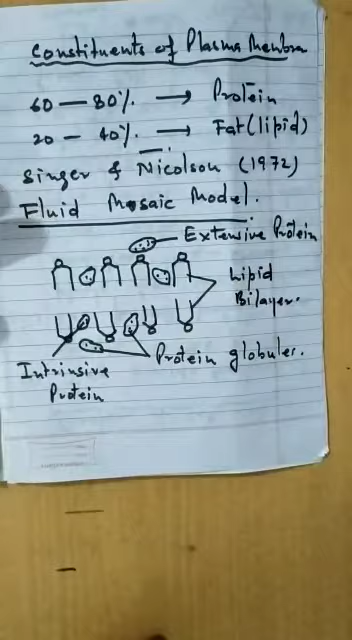 Constituents of Plasma Membra
60 – 80% → Protein
20 – 40% → Fat (lipid)
Singer & Nicolson (1972)
Fluid Mosaic Model.
Extensive Protein
Lipid
Bilayer.
Protein globuler.
Intrinsive
Protein